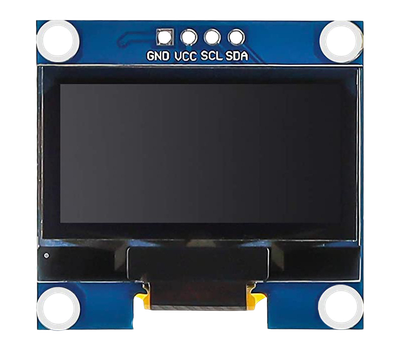 GND VCC SCL SDA